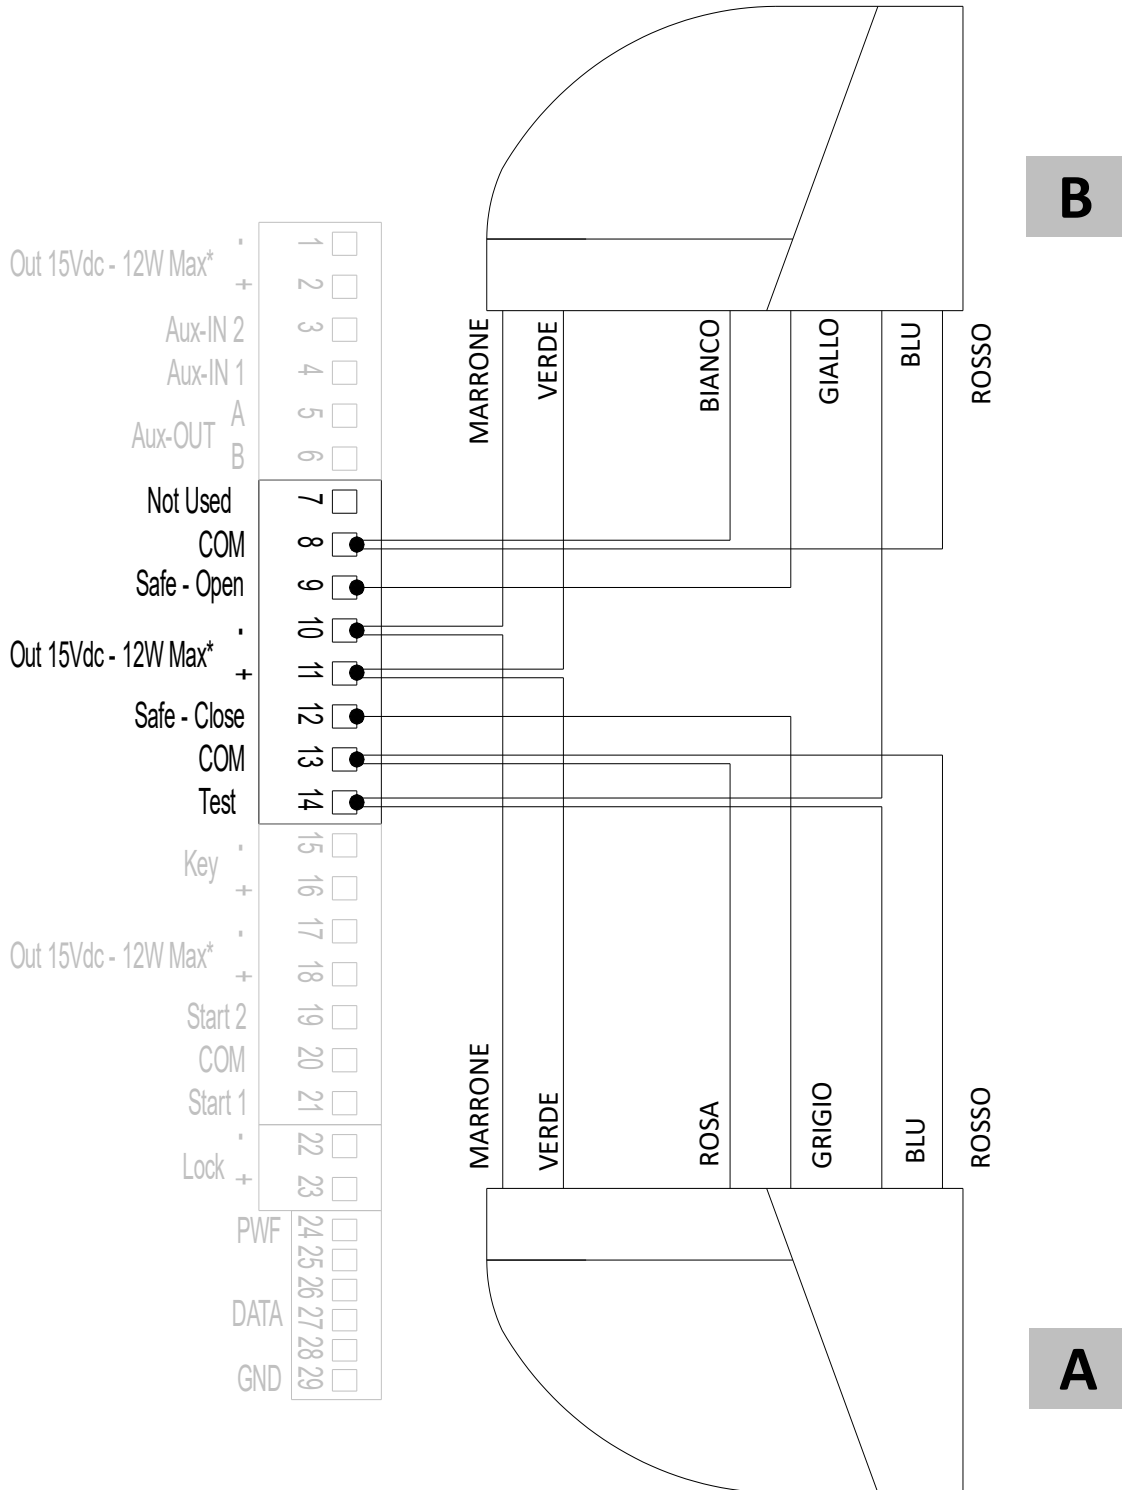 B
MARRONE
VERDE
BIANCO
GIALLO
BLU
ROSSO
Out 15Vdc - 12W Max*
- 1
+ 2
Aux-IN 2 3
Aux-IN 1 4
Aux-OUT
A 5
B 6
Not Used 7
COM 8
Safe - Open 9
Out 15Vdc - 12W Max*
- 10
+ 11
Safe - Close 12
COM 13
Test 14
Key
- 15
+ 16
Out 15Vdc - 12W Max*
- 17
+ 18
Start 2 19
COM 20
Start 1 21
Lock
- 22
+ 23
PWF 24
25
26
DATA 27
28
GND 29
MARRONE
VERDE
ROSA
GRIGIO
BLU
ROSSO
A